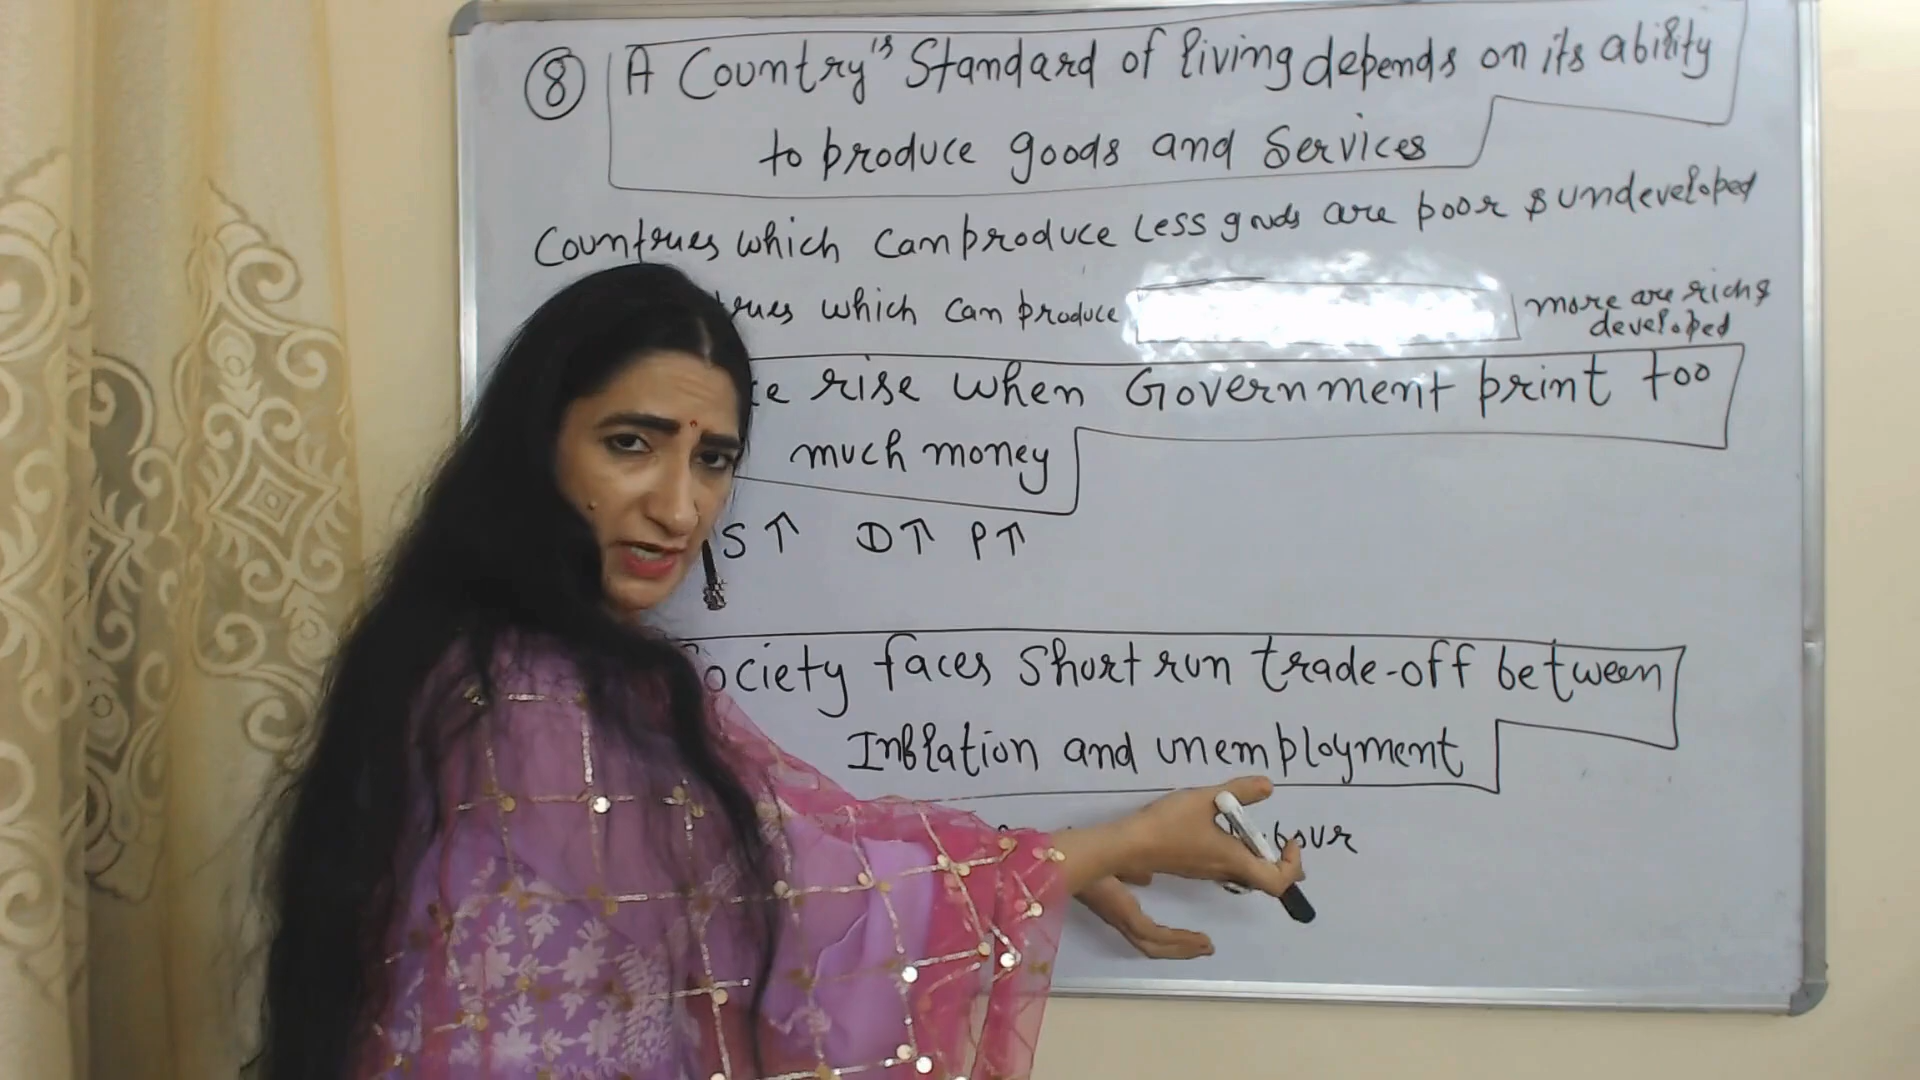 8 A Country's Standard of living depends on its ability
to produce goods and Services
Countries which can produce Less goods are poor & undeveloped
which can produce more are rich &
developed
rise when Government print too
much money
S ↑ D ↑ P ↑
Society faces Short run trade-off between
Inflation and unemployment